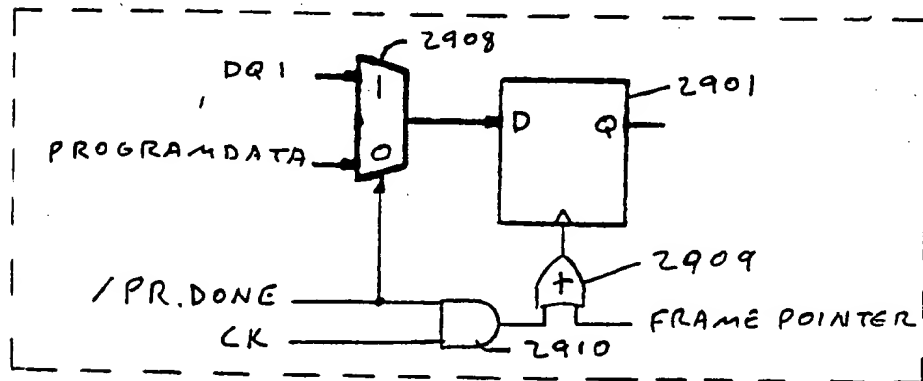 2908
DQ1
1
2901
D Q
PROGRAMDATA
0
2909
+
/PR.DONE
FRAME POINTER
CK
2910